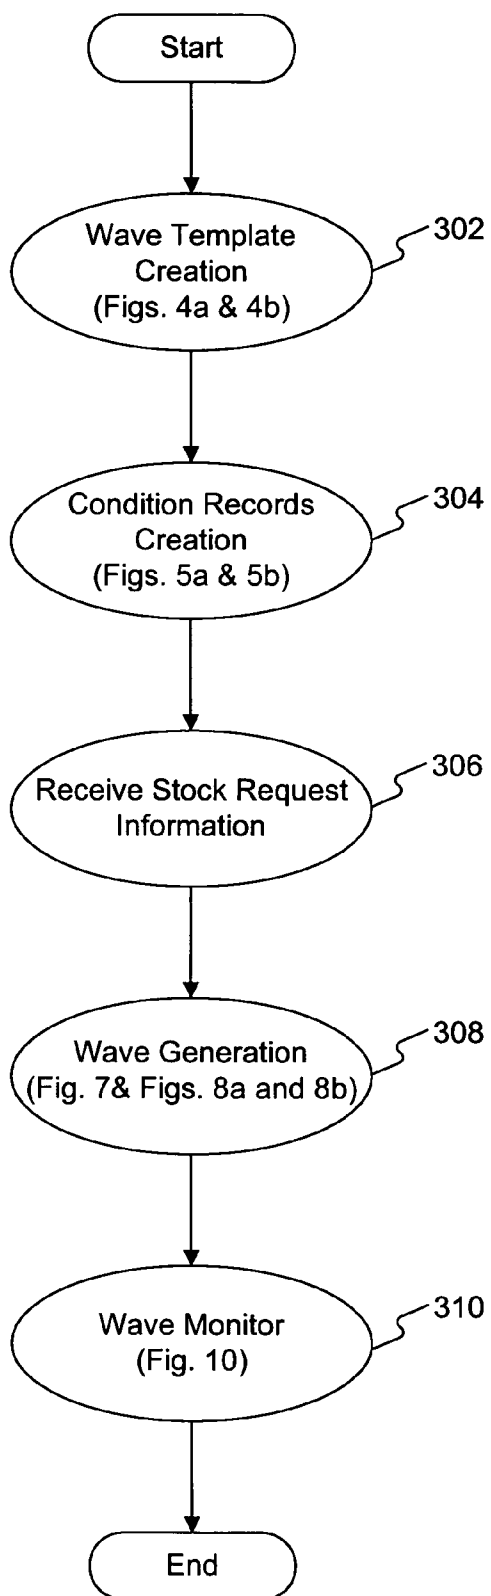 Start
Wave Template
Creation
(Figs. 4a & 4b)
302
Condition Records
Creation
(Figs. 5a & 5b)
304
Receive Stock Request
Information
306
Wave Generation
(Fig. 7& Figs. 8a and 8b)
308
Wave Monitor
(Fig. 10)
310
End